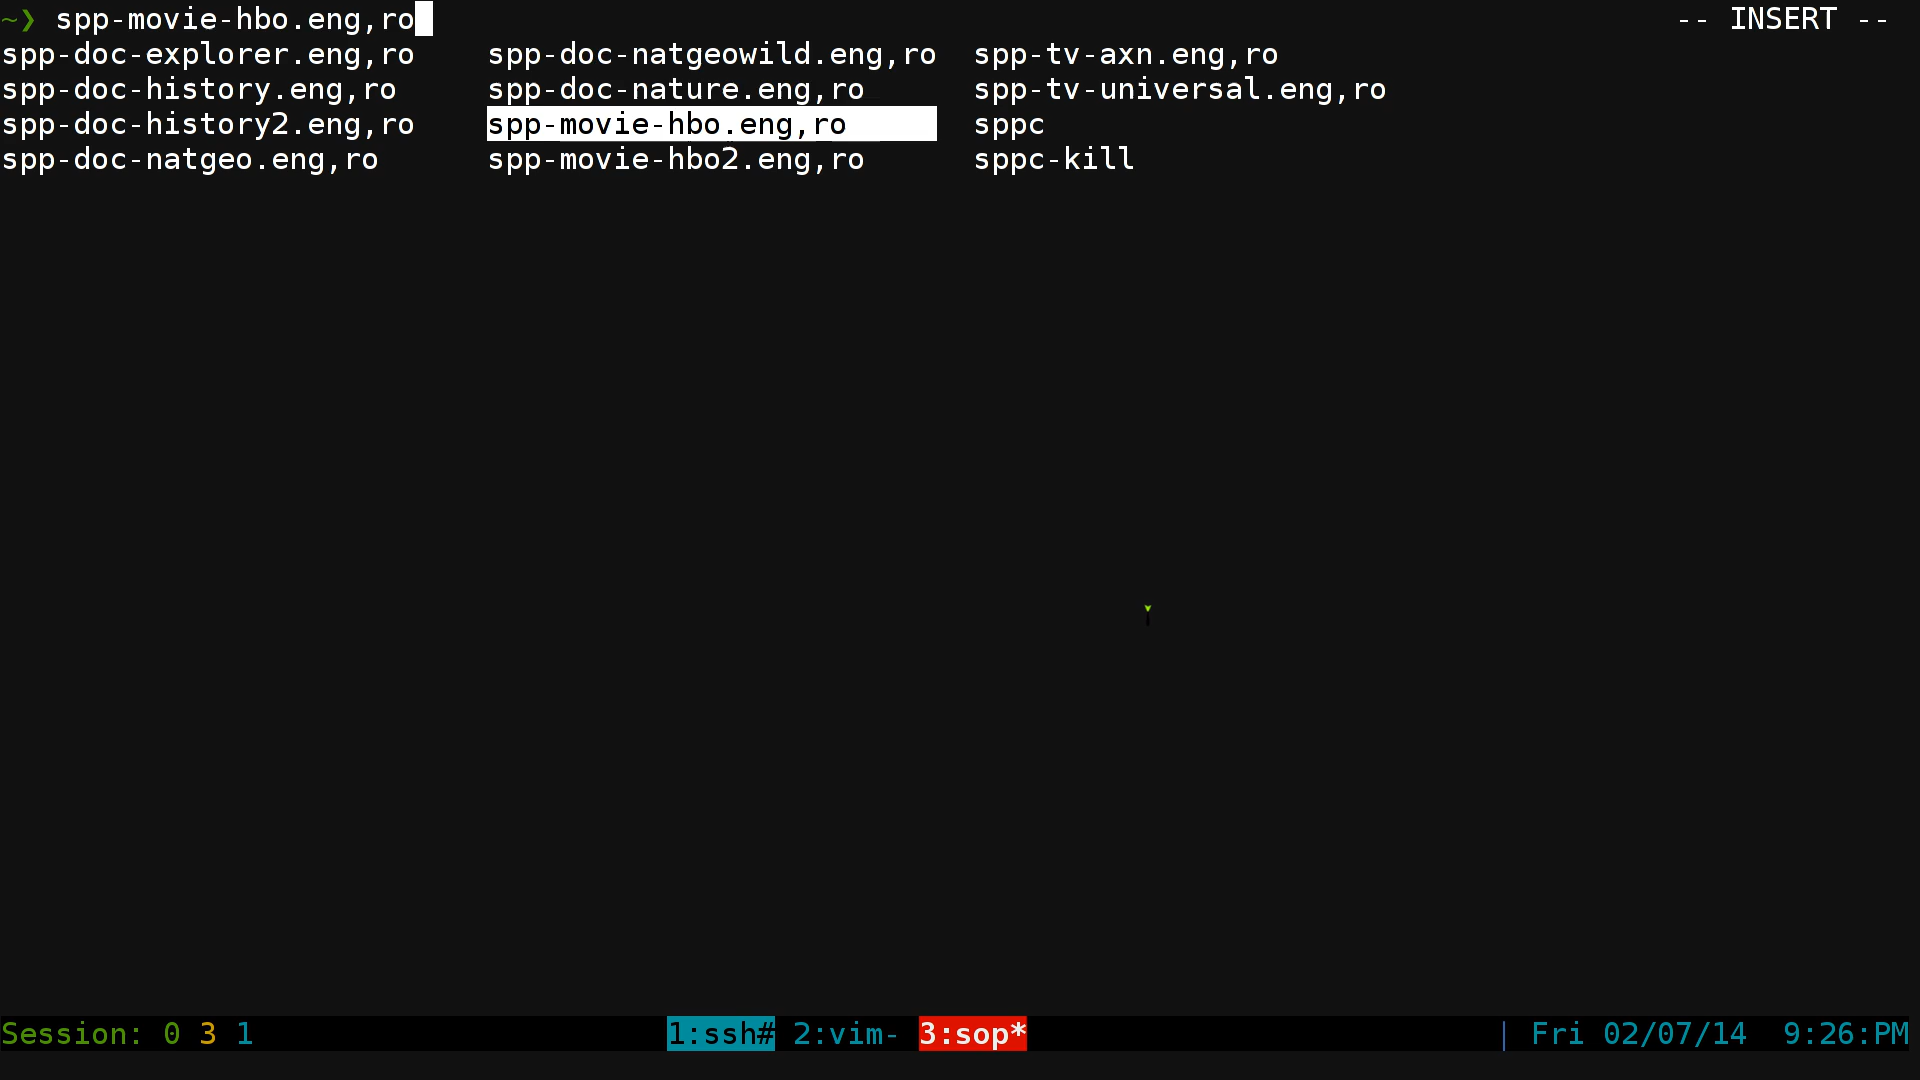 ~❯ spp-movie-hbo.eng,ro -- INSERT --
spp-doc-explorer.eng,ro spp-doc-natgeowild.eng,ro spp-tv-axn.eng,ro
spp-doc-history.eng,ro spp-doc-nature.eng,ro spp-tv-universal.eng,ro
spp-doc-history2.eng,ro spp-movie-hbo.eng,ro sppc
spp-doc-natgeo.eng,ro spp-movie-hbo2.eng,ro sppc-kill
Session: 0 3 1 1:ssh# 2:vim- 3:sop* | Fri 02/07/14 9:26:PM